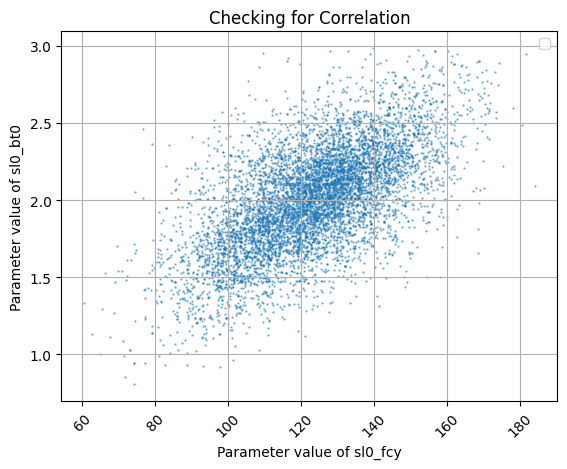 Checking for Correlation
Parameter value of sl0_bt0
3.0
2.5
2.0
1.5
1.0
60 80 100 120 140 160 180
Parameter value of sl0_fcy